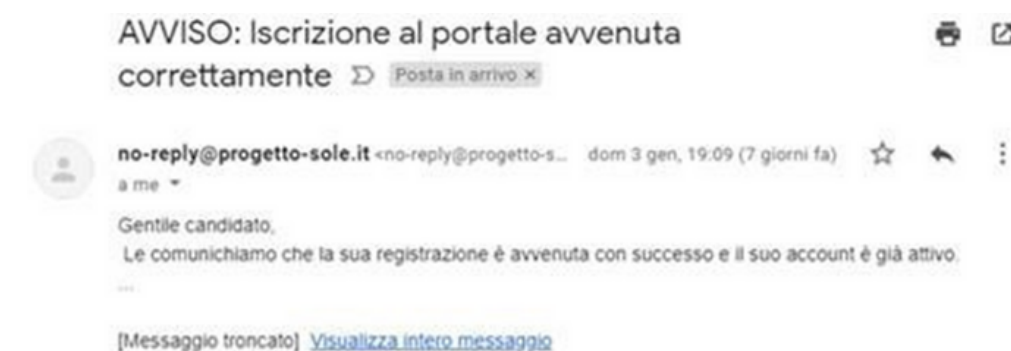 AVVISO: Iscrizione al portale avvenuta
correttamente Posta in arrivo ×
no-reply@progetto-sole.it <no-reply@progetto-s... dom 3 gen, 19:09 (7 giorni fa)
a me
Gentile candidato,
Le comunichiamo che la sua registrazione è avvenuta con successo e il suo account è già attivo.
...
[Messaggio troncato] Visualizza intero messaggio